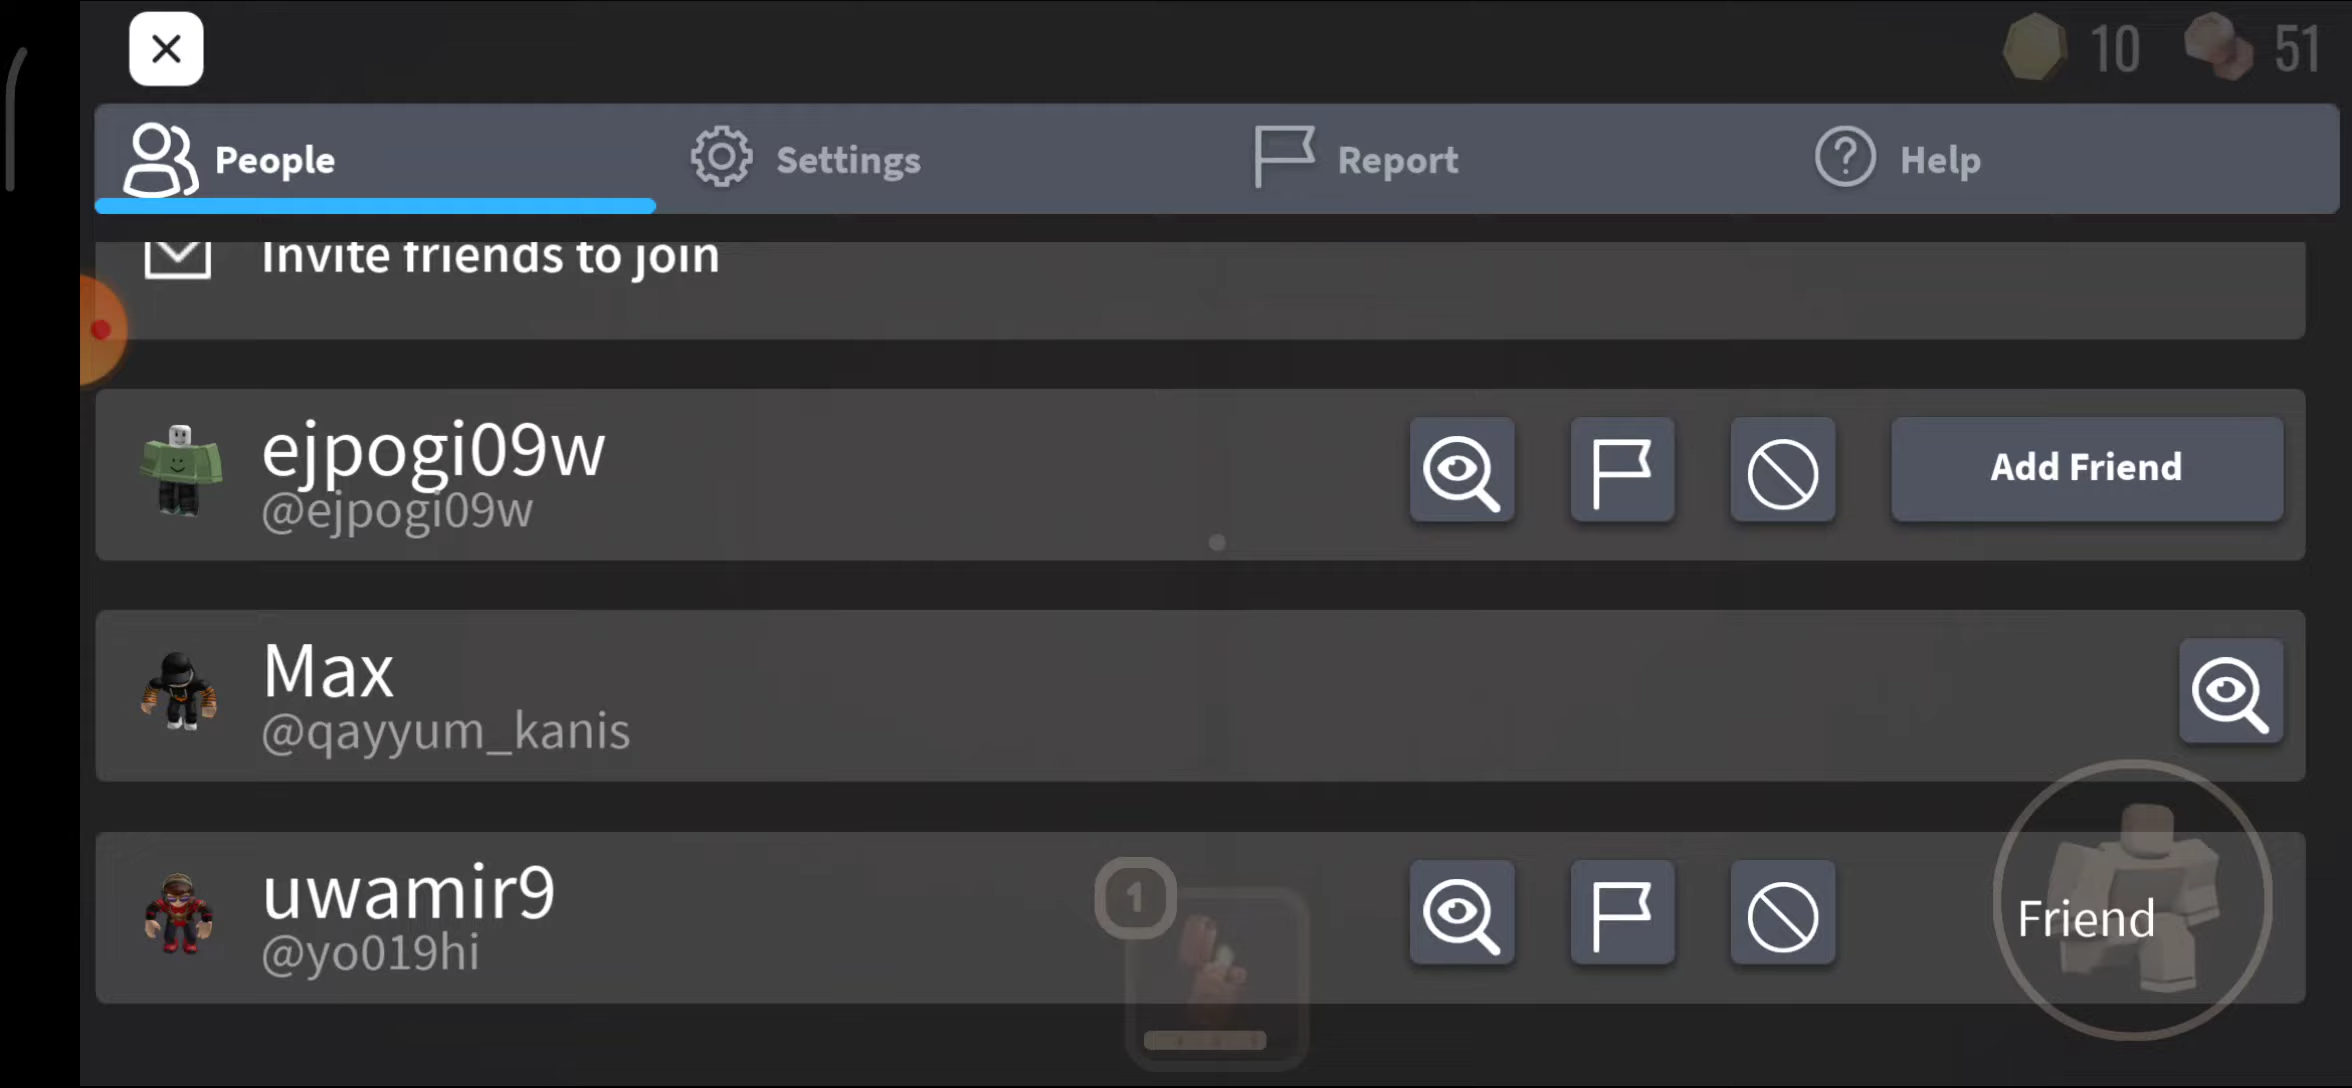 10 51
People Settings Report Help
Invite friends to join
ejpogi09w
@ejpogi09w
Add Friend
Max
@qayyum_kanis
uwamir9
@yo019hi
1
Friend